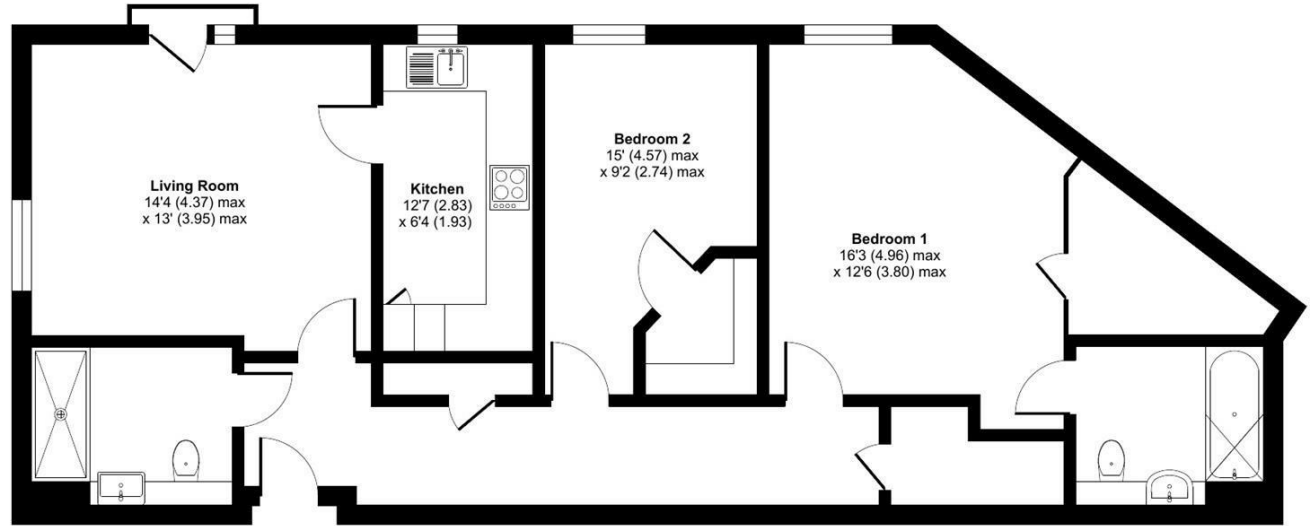 Living Room
14'4 (4.37) max
x 13' (3.95) max
Kitchen
12'7 (2.83)
x 6'4 (1.93)
Bedroom 2
15' (4.57) max
x 9'2 (2.74) max
Bedroom 1
16'3 (4.96) max
x 12'6 (3.80) max